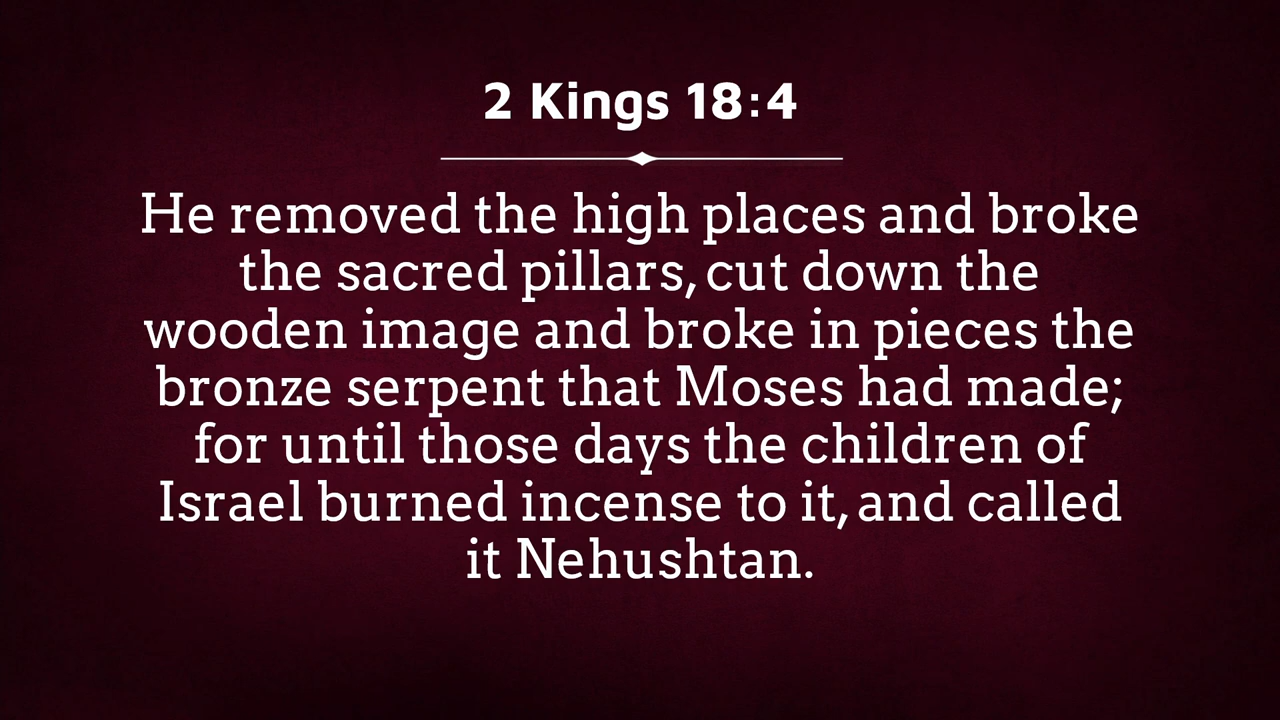 2 Kings 18:4
He removed the high places and broke
the sacred pillars, cut down the
wooden image and broke in pieces the
bronze serpent that Moses had made;
for until those days the children of
Israel burned incense to it, and called
it Nehushtan.